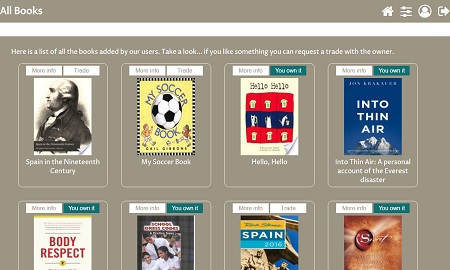 All Books
Here is a list of all the books added by our users. Take a look... if you like something you can request a trade with the owner.
More info Trade
More info Trade
More info You own it
More info You own it
MY SOCCER BOOK
GAIL GIBBONS
Hello Hello
JON KRAKAUER
INTO THIN AIR
Spain in the Nineteenth Century
My Soccer Book
Hello, Hello
Into Thin Air: A personal account of the Everest disaster
More info You own it
More info You own it
More info Trade
More info You own it
BODY RESPECT
SCHOOL DRESS CODES
Rick Steves
SPAIN
2016
The Secret